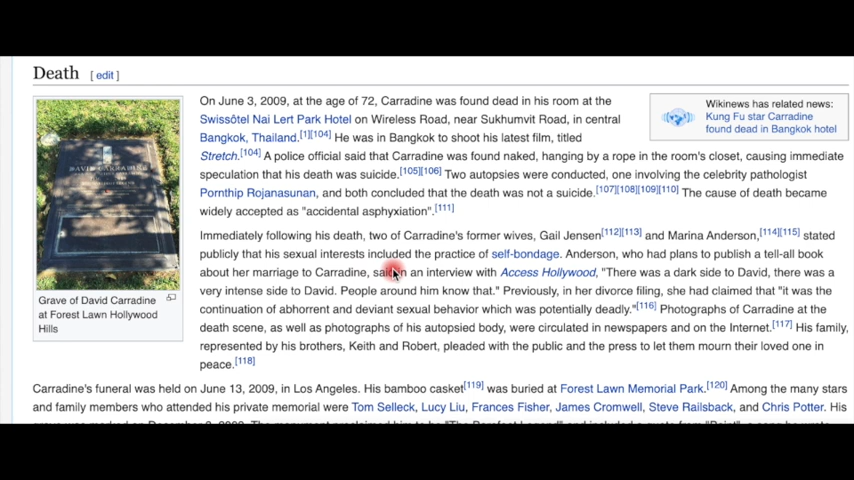 Death [ edit ]
On June 3, 2009, at the age of 72, Carradine was found dead in his room at the
Swissôtel Nai Lert Park Hotel on Wireless Road, near Sukhumvit Road, in central
Bangkok, Thailand.[1][104] He was in Bangkok to shoot his latest film, titled
Stretch.[104] A police official said that Carradine was found naked, hanging by a rope in the room's closet, causing immediate
speculation that his death was suicide.[105][106] Two autopsies were conducted, one involving the celebrity pathologist
Pornthip Rojanasunan, and both concluded that the death was not a suicide.[107][108][109][110] The cause of death became
widely accepted as "accidental asphyxiation".[111]
Wikinews has related news:
Kung Fu star Carradine
found dead in Bangkok hotel
DAVID CARRADINE
Grave of David Carradine
at Forest Lawn Hollywood
Hills
Immediately following his death, two of Carradine's former wives, Gail Jensen[112][113] and Marina Anderson,[114][115] stated
publicly that his sexual interests included the practice of self-bondage. Anderson, who had plans to publish a tell-all book
about her marriage to Carradine, said in an interview with Access Hollywood, "There was a dark side to David, there was a
very intense side to David. People around him know that." Previously, in her divorce filing, she had claimed that "it was the
continuation of abhorrent and deviant sexual behavior which was potentially deadly."[116] Photographs of Carradine at the
death scene, as well as photographs of his autopsied body, were circulated in newspapers and on the Internet.[117] His family,
represented by his brothers, Keith and Robert, pleaded with the public and the press to let them mourn their loved one in
peace.[118]
Carradine's funeral was held on June 13, 2009, in Los Angeles. His bamboo casket[119] was buried at Forest Lawn Memorial Park.[120] Among the many stars
and family members who attended his private memorial were Tom Selleck, Lucy Liu, Frances Fisher, James Cromwell, Steve Railsback, and Chris Potter. His